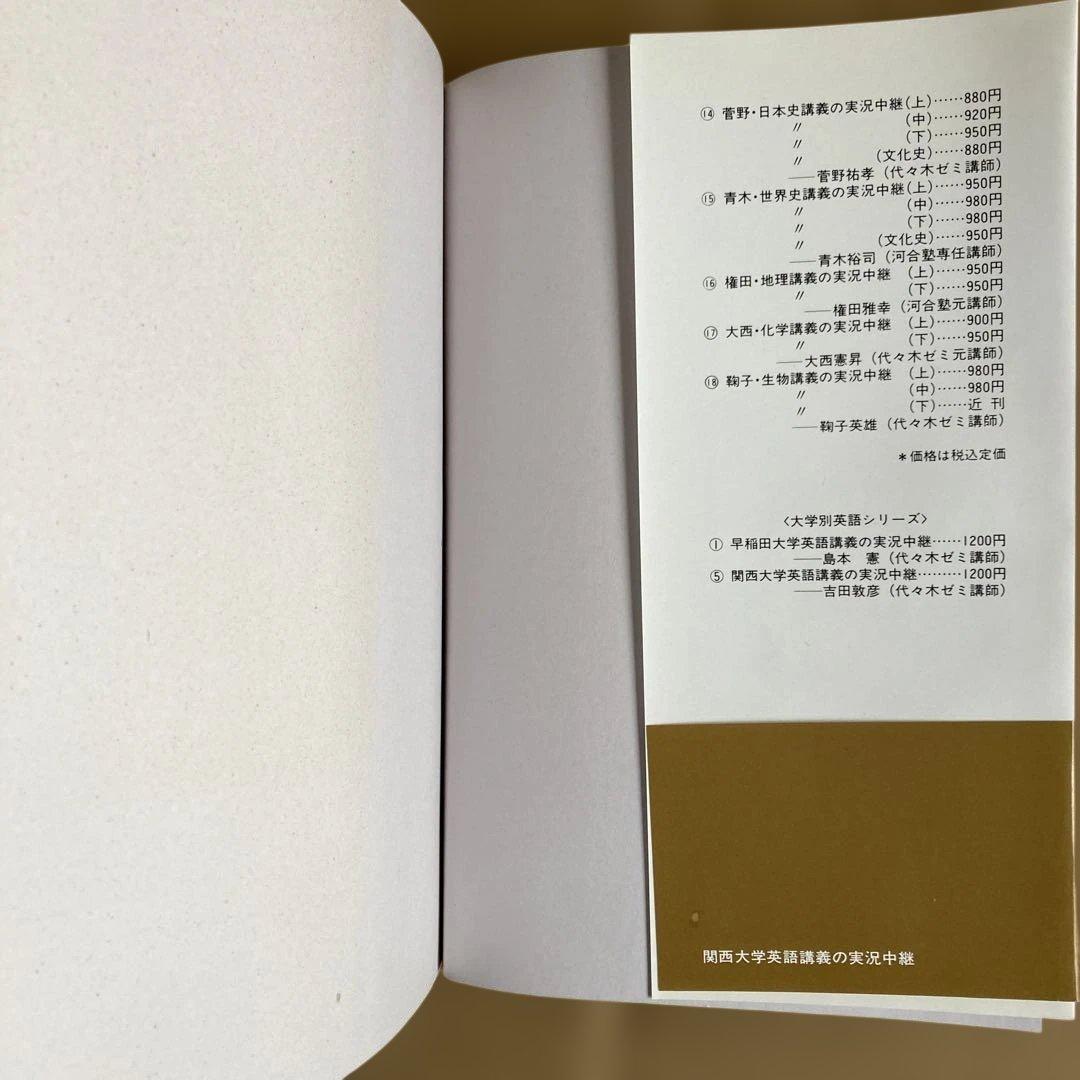 ⑭ 菅野・日本史講義の実況中継(上)……880円
〃 (中)……920円
〃 (下)……950円
〃 (文化史)……880円
——菅野祐孝(代々木ゼミ講師)
⑮ 青木・世界史講義の実況中継(上)……950円
〃 (中)……980円
〃 (下)……980円
〃 (文化史)……950円
——青木裕司(河合塾専任講師)
⑯ 権田・地理講義の実況中継 (上)……950円
〃 (下)……950円
——権田雅幸(河合塾元講師)
⑰ 大西・化学講義の実況中継 (上)……900円
〃 (下)……950円
——大西憲昇(代々木ゼミ元講師)
⑱ 鞠子・生物講義の実況中継 (上)……980円
〃 (中)……980円
〃 (下)……近 刊
——鞠子英雄(代々木ゼミ講師)
＊価格は税込定価
〈大学別英語シリーズ〉
① 早稲田大学英語講義の実況中継……1200円
——島本 憲(代々木ゼミ講師)
⑤ 関西大学英語講義の実況中継………1200円
——吉田敦彦(代々木ゼミ講師)
関西大学英語講義の実況中継